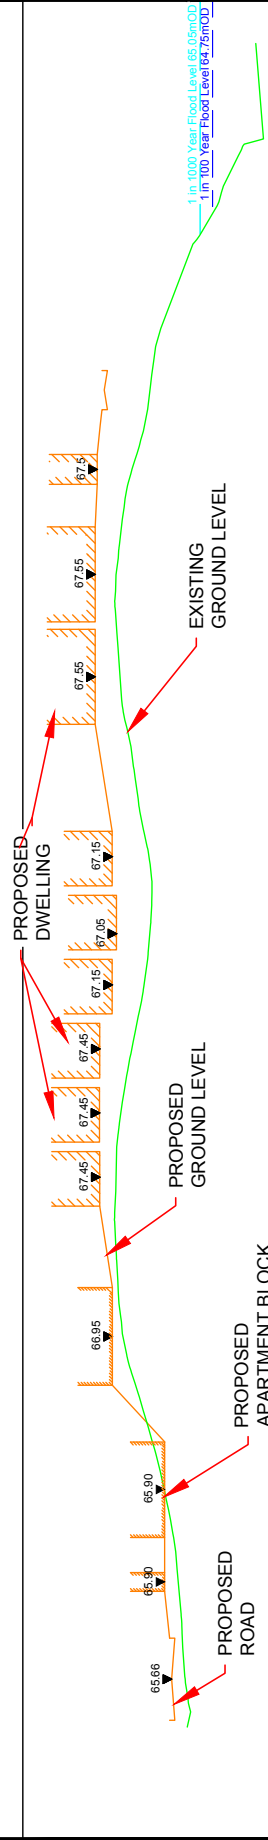 65.66
65.90
65.90
66.95
67.45
67.45
67.45
67.15
67.05
67.15
67.55
67.55
67.5
PROPOSED
DWELLING
PROPOSED
ROAD
PROPOSED
APARTMENT BLOCK
PROPOSED
GROUND LEVEL
EXISTING
GROUND LEVEL
1 in 1000 Year Flood Level 65.05mOD
1 in 100 Year Flood Level 64.75mOD